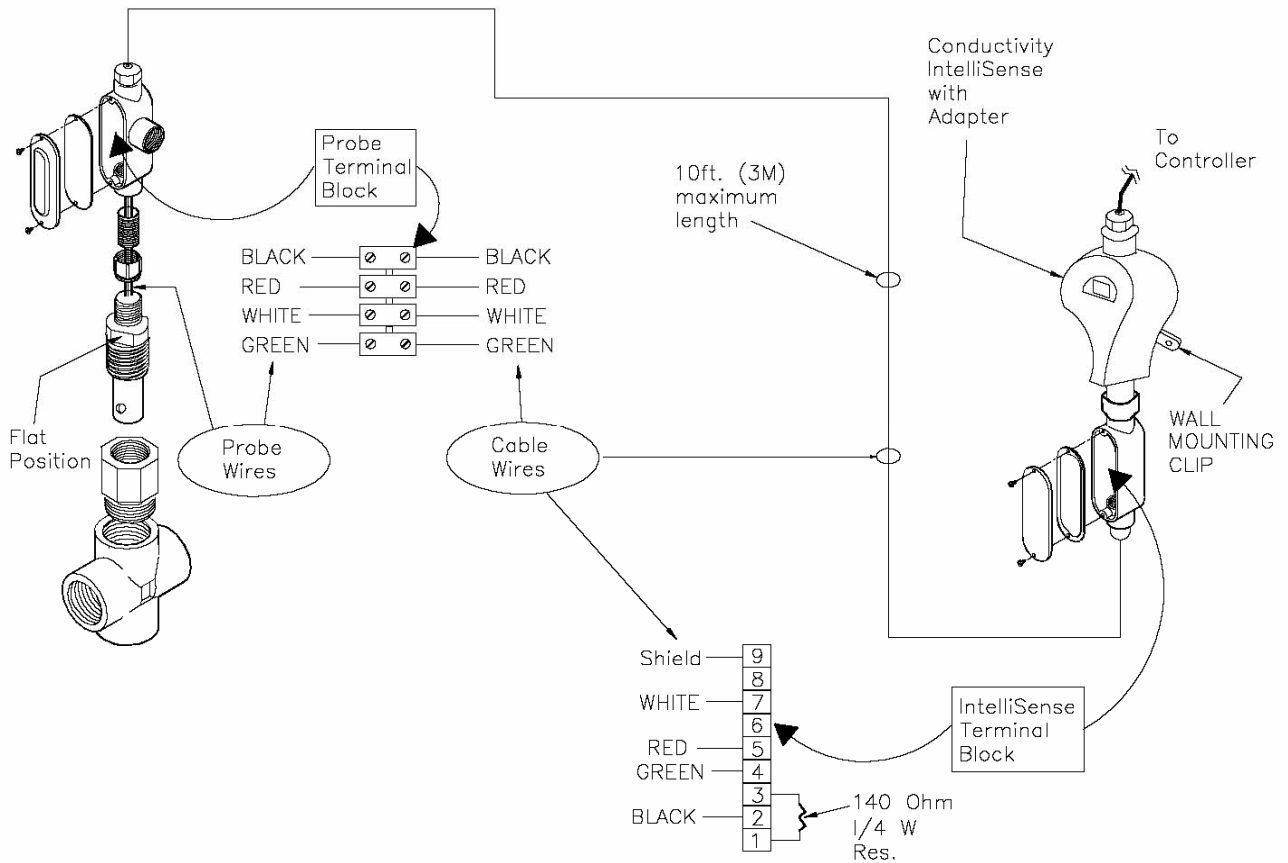 Conductivity
IntelliSense
with
Adapter
To
Controller
Probe
Terminal
Block
10ft. (3M)
maximum
length
BLACK
BLACK
RED
RED
WHITE
WHITE
GREEN
GREEN
Flat
Position
Probe
Wires
Cable
Wires
WALL
MOUNTING
CLIP
Shield
9
8
WHITE
7
6
RED
5
GREEN
4
3
BLACK
2
1
IntelliSense
Terminal
Block
140 Ohm
1/4 W
Res.